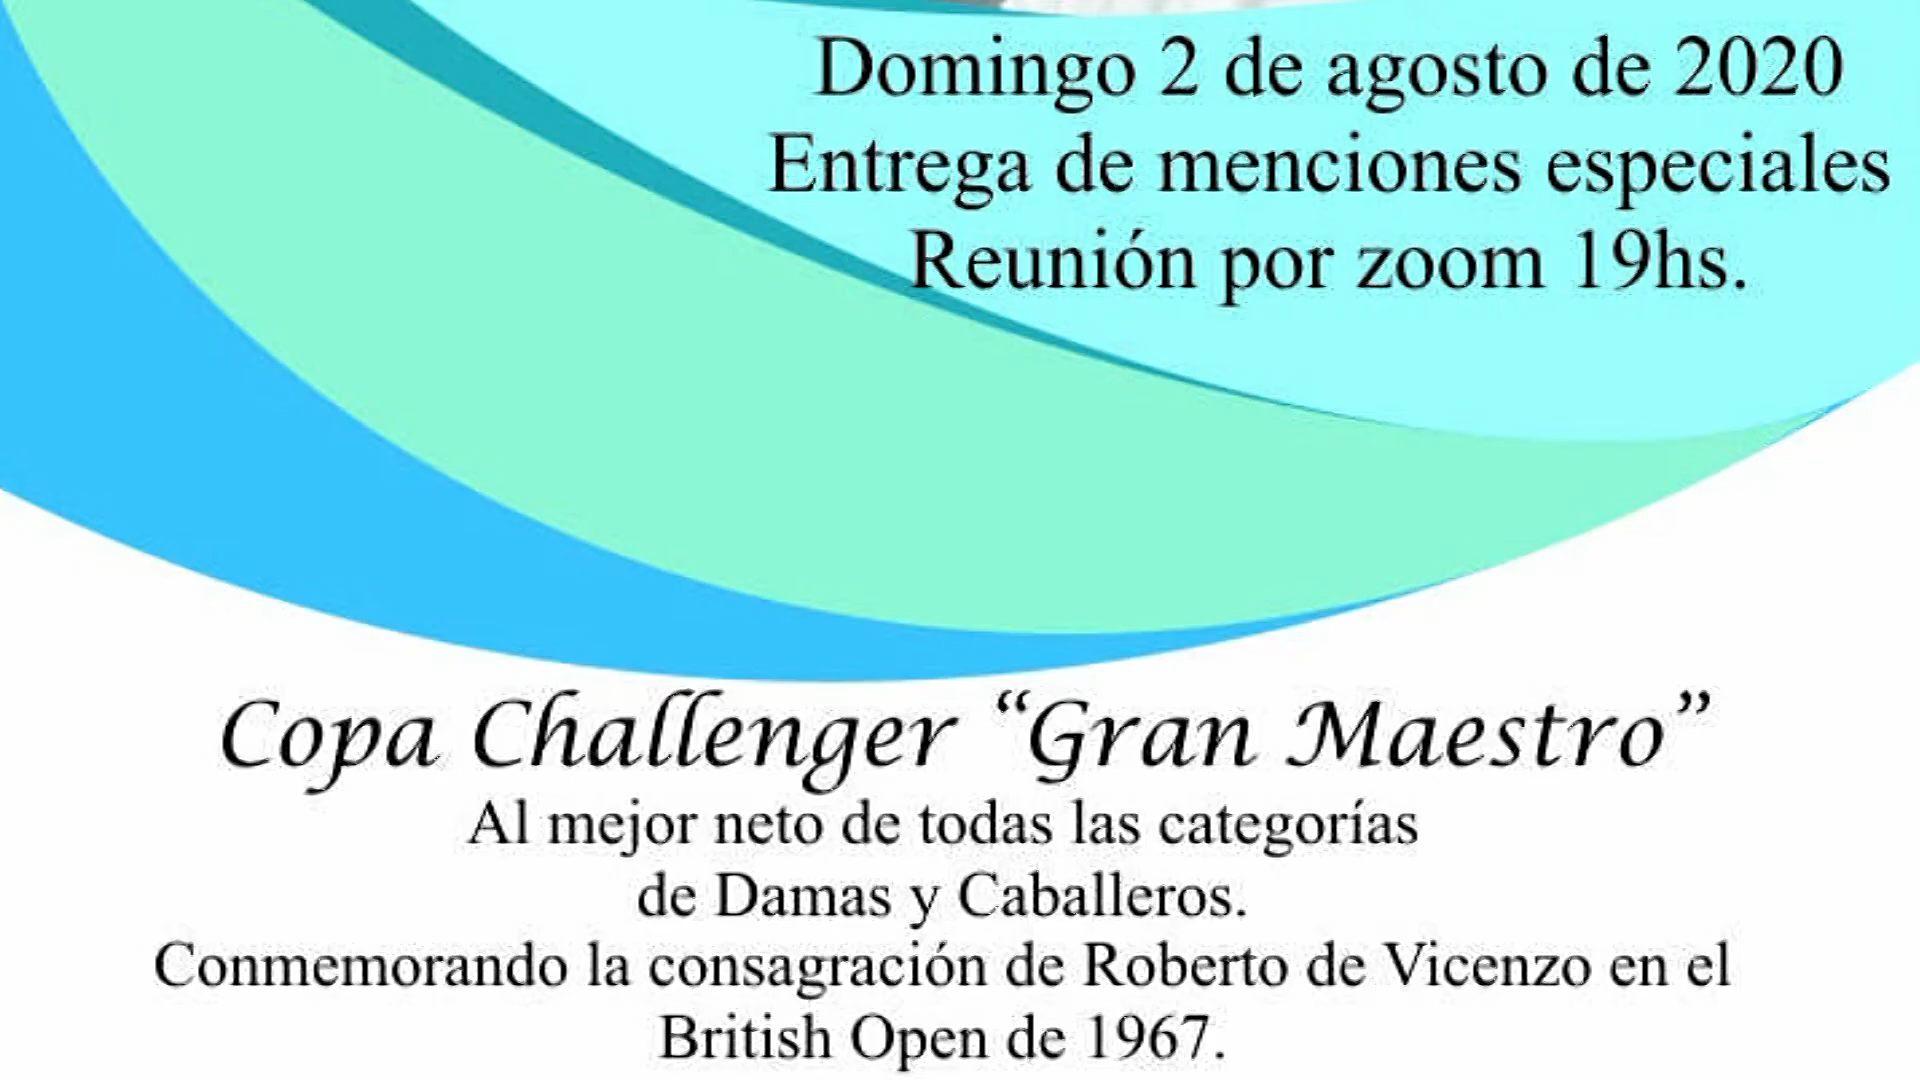 Domingo 2 de agosto de 2020
Entrega de menciones especiales
Reunión por zoom 19hs.
Copa Challenger “Gran Maestro”
Al mejor neto de todas las categorías
de Damas y Caballeros.
Conmemorando la consagración de Roberto de Vicenzo en el
British Open de 1967.